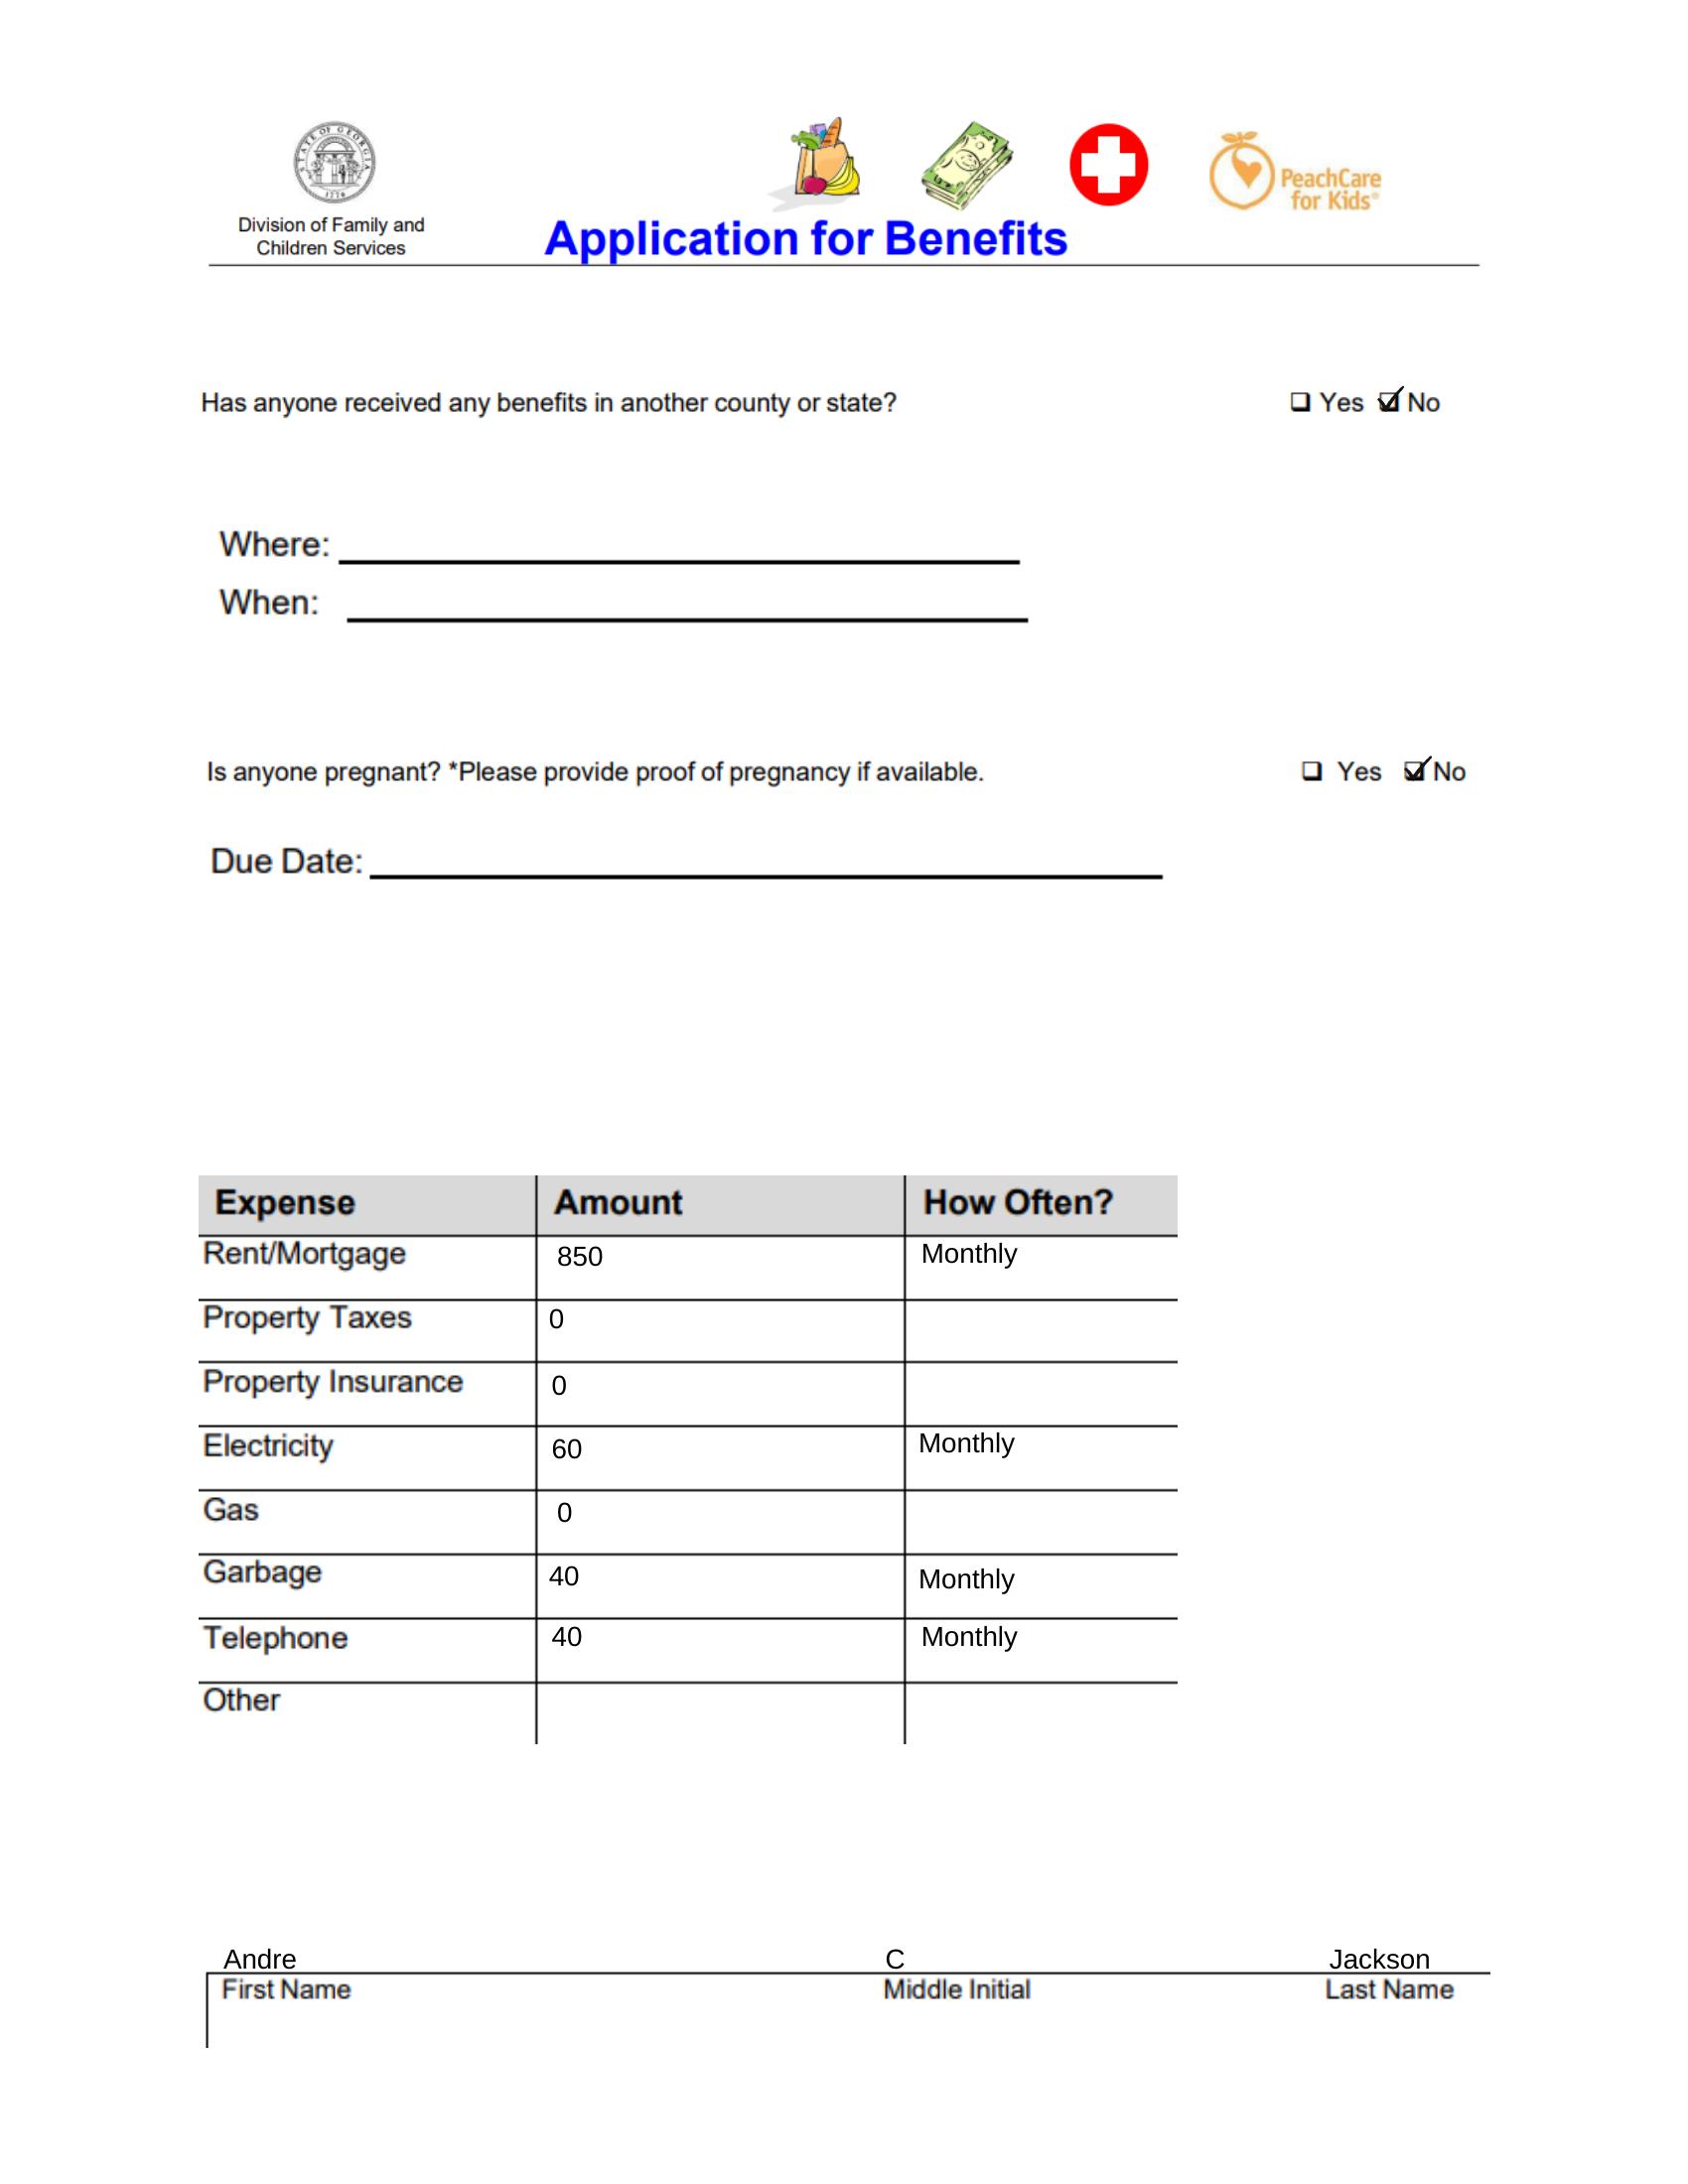 STATE OF GEORGIA
1776
PeachCare
for Kids®
Division of Family and
Children Services
Application for Benefits
Has anyone received any benefits in another county or state? ❑ Yes ☑ No
Where:
When:
Is anyone pregnant? *Please provide proof of pregnancy if available. ❑ Yes ☑ No
Due Date:
Expense Amount How Often?
Rent/Mortgage 850 Monthly
Property Taxes 0
Property Insurance 0
Electricity 60 Monthly
Gas 0
Garbage 40 Monthly
Telephone 40 Monthly
Other
Andre C Jackson
First Name Middle Initial Last Name